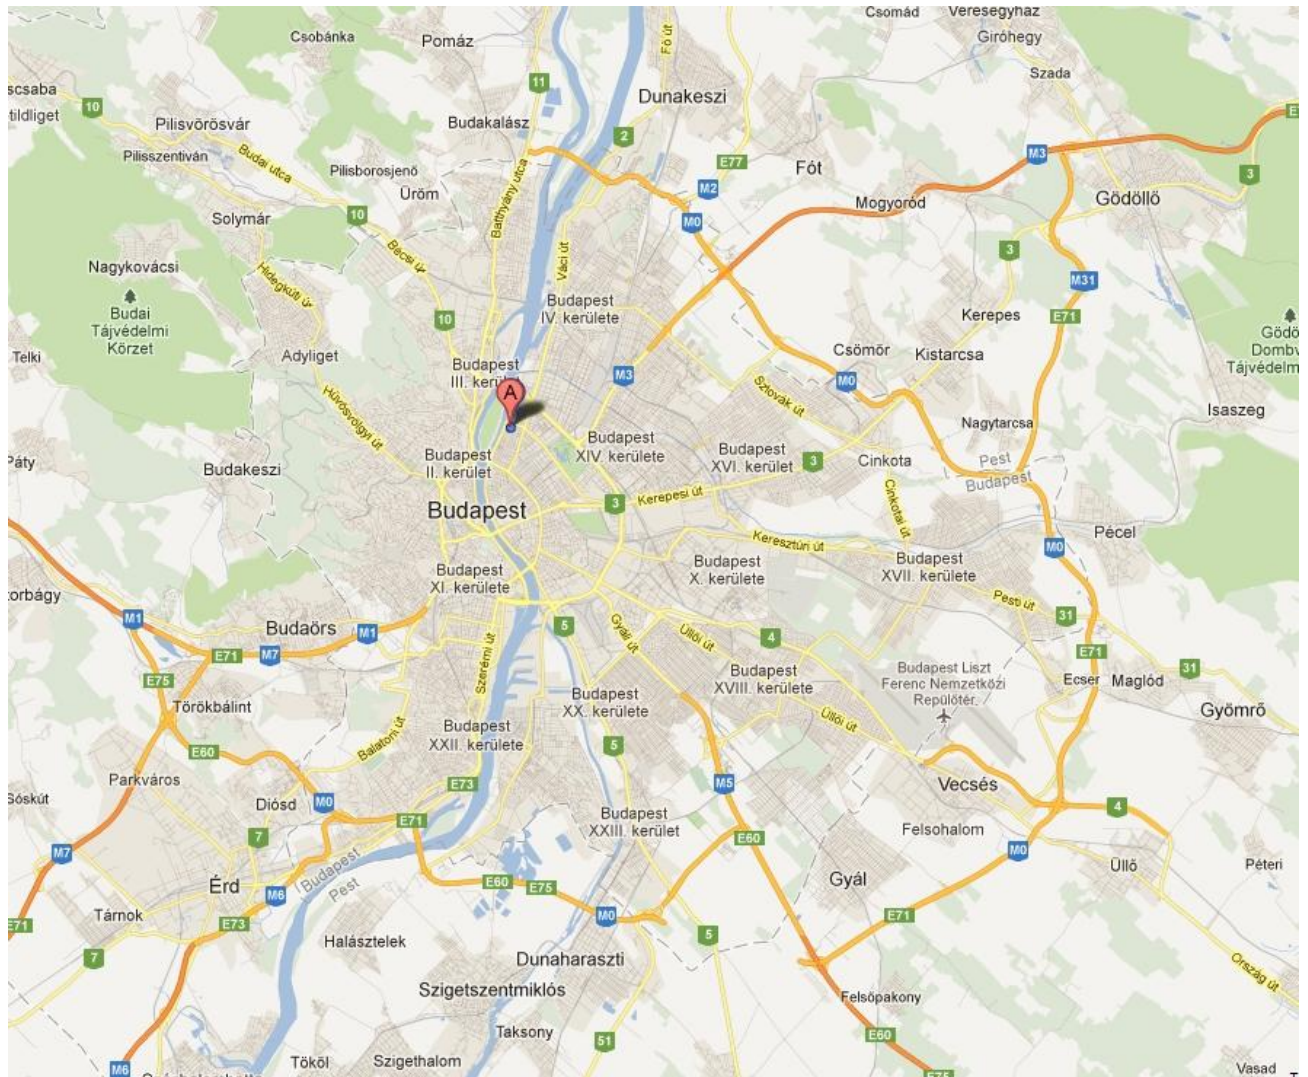 Csomád
Veresegyház
Giróhegy
Csobánka
Pomáz
Fő út
Szada
11
Dunakeszi
scsaba
10
tildliget
Pilisvörösvár
Budakalász
2
Pilisszentiván
Budai utca
Pilisborosjenő
E77
M3
Fót
3
Üröm
M2
Mogyoród
Gödöllő
Solymár
10
Batthyány utca
M0
Bécsi út
Váci út
3
Nagykovácsi
Hidegkúti út
M31
Budai
Tájvédelmi
Körzet
Budapest
IV. kerülete
10
Kerepes
E71
Telki
Adyliget
Csömör
Kistarcsa
Budapest
III. kerület
M3
M0
A
Sztovák út
Hűvösvölgyi út
Isaszeg
Nagytarcsa
Budapest
XIV. kerülete
Budapest
XVI. kerület
3
Cinkota
Páty
Budakeszi
Budapest
II. kerület
Pest
Budapest
Kerepesi út
3
Cinkotai út
Budapest
Keresztúri út
Pécel
M0
Budapest
XI. kerülete
Budapest
X. kerülete
Budapest
XVII. kerülete
torbágy
Pesti út
31
M1
Budaörs
M1
5
Gyáli út
Üllői út
4
E71
M7
E71
E75
Szerémi út
Budapest
XVIII. kerülete
Budapest Liszt
Ferenc Nemzetközi
Repülőtér
31
Ecser
Maglód
Törökbálint
Budapest
XX. kerülete
Gyömrő
Budapest
XXII. kerülete
Balatoni út
Üllői út
E60
5
Parkváros
E73
M5
Vecsés
Sóskút
Diósd
M0
4
E71
Budapest
XXIII. kerület
Felsohalom
7
E60
M0
M7
Budapest
Pest
Üllő
Péteri
Érd
M6
E60
E75
Gyál
Tárnok
E73
M0
E71
E71
7
Halásztelek
5
Dunaharaszti
Ország út
Szigetszentmiklós
Felsőpakony
Taksony
51
E60
Tököl
Szigethalom
M6
E75
Vasad